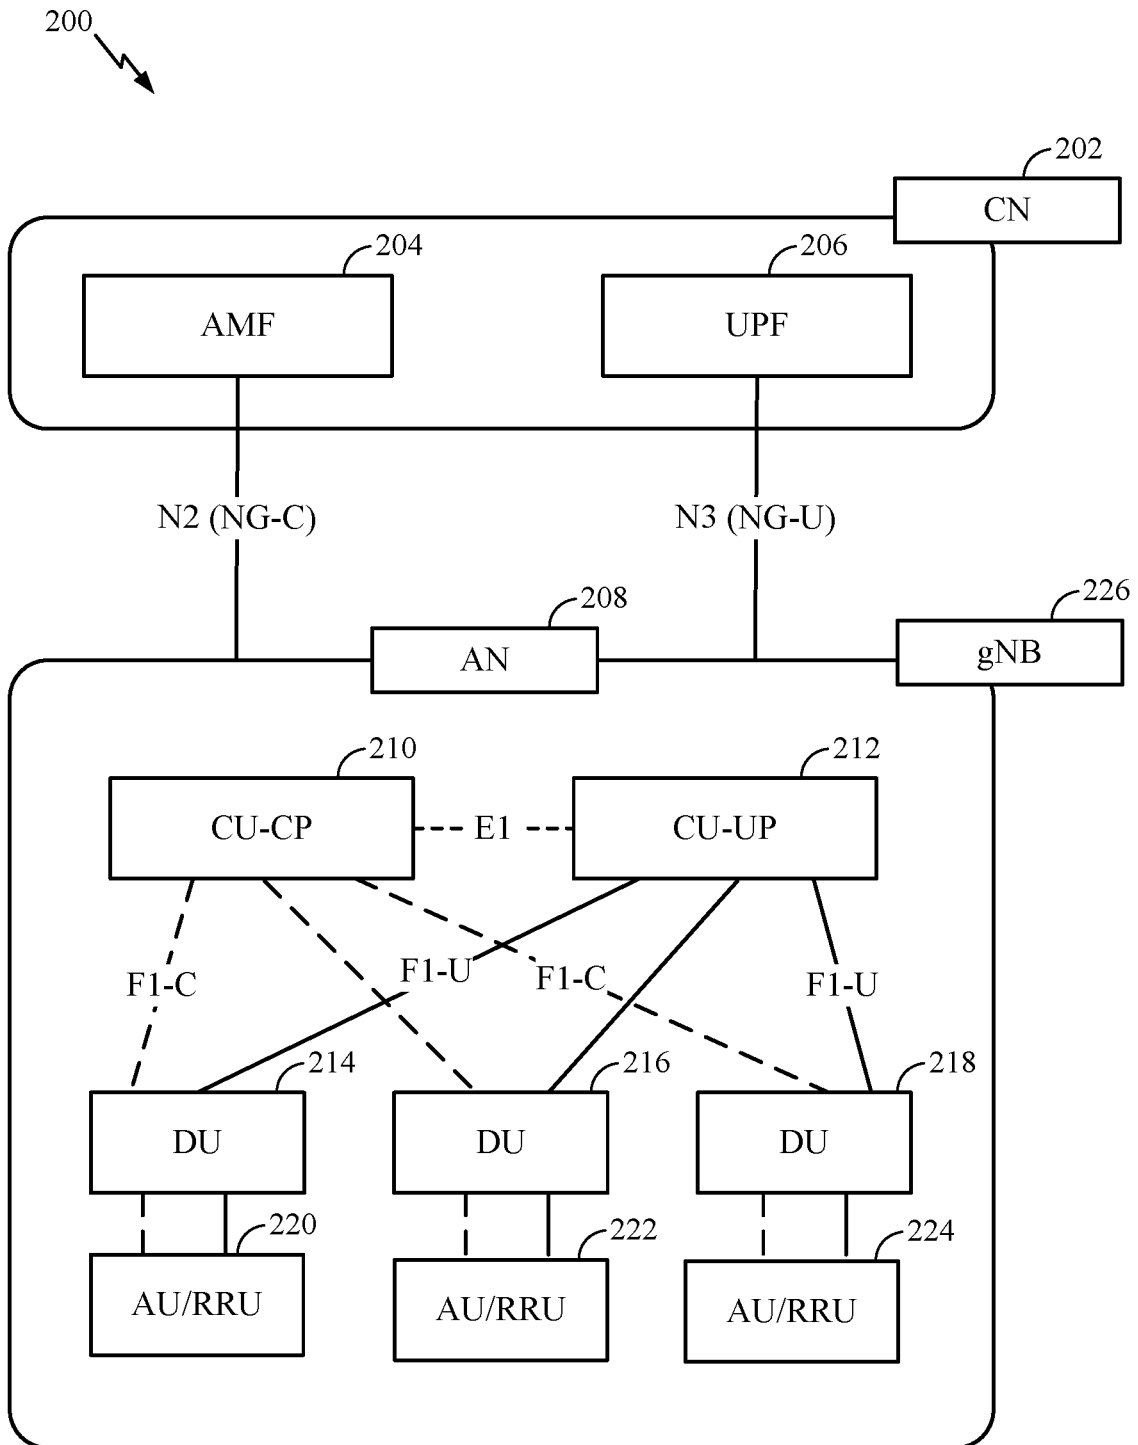 200
202
CN
204
206
AMF
UPF
N2 (NG-C)
N3 (NG-U)
208
226
AN
gNB
210
212
CU-CP
E1
CU-UP
F1-C
F1-U
F1-C
F1-U
214
216
218
DU
DU
DU
220
222
224
AU/RRU
AU/RRU
AU/RRU